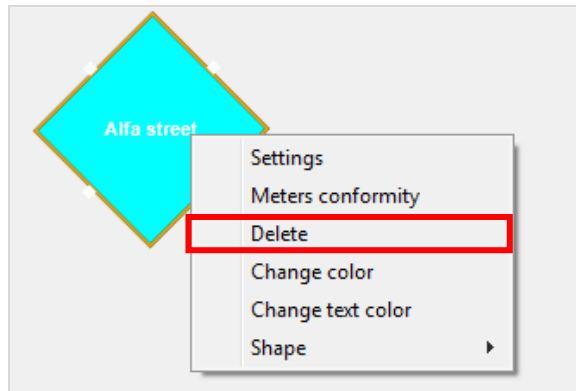 Alfa street
Settings
Meters conformity
Delete
Change color
Change text color
Shape